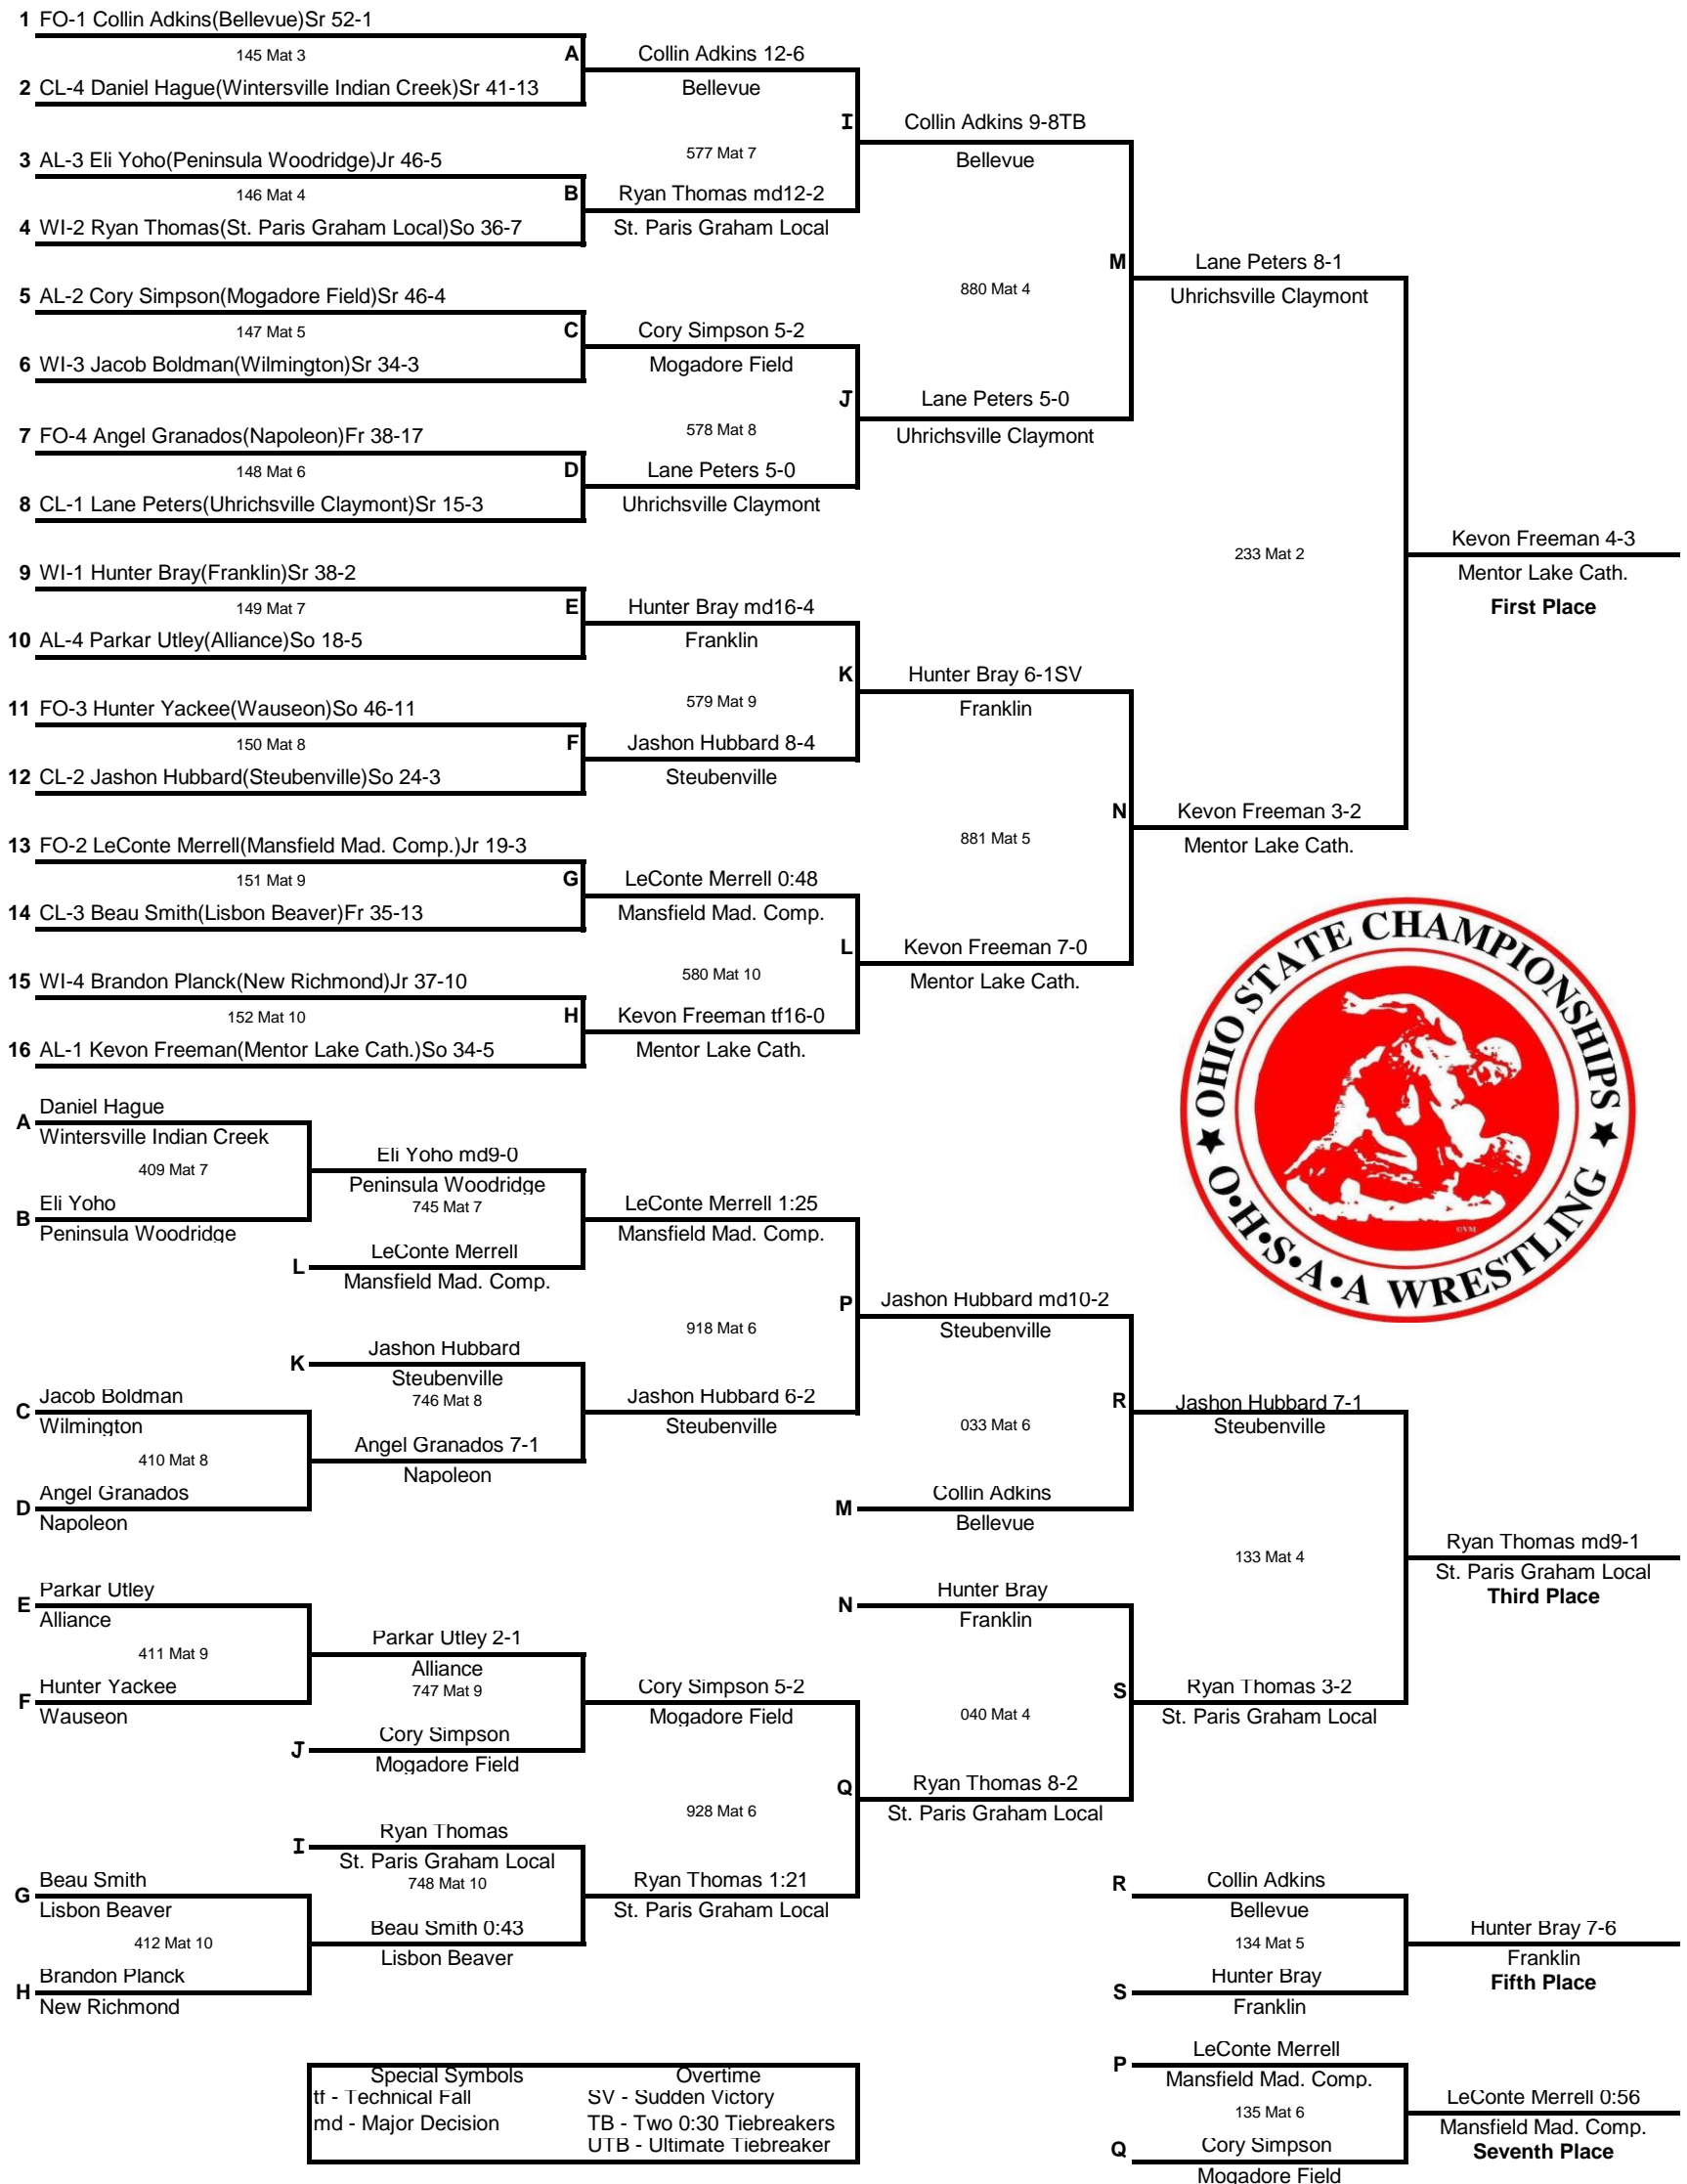 1 FO-1 Collin Adkins(Bellevue)Sr 52-1
145 Mat 3
A
2 CL-4 Daniel Hague(Wintersville Indian Creek)Sr 41-13
Collin Adkins 12-6
Bellevue
I
577 Mat 7
3 AL-3 Eli Yoho(Peninsula Woodridge)Jr 46-5
146 Mat 4
B
4 WI-2 Ryan Thomas(St. Paris Graham Local)So 36-7
Ryan Thomas md12-2
St. Paris Graham Local
Collin Adkins 9-8TB
Bellevue
M
880 Mat 4
5 AL-2 Cory Simpson(Mogadore Field)Sr 46-4
147 Mat 5
C
6 WI-3 Jacob Boldman(Wilmington)Sr 34-3
Cory Simpson 5-2
Mogadore Field
J
578 Mat 8
7 FO-4 Angel Granados(Napoleon)Fr 38-17
148 Mat 6
D
8 CL-1 Lane Peters(Uhrichsville Claymont)Sr 15-3
Lane Peters 5-0
Uhrichsville Claymont
Lane Peters 5-0
Uhrichsville Claymont
Lane Peters 8-1
Uhrichsville Claymont
233 Mat 2
Kevon Freeman 4-3
Mentor Lake Cath.
First Place
9 WI-1 Hunter Bray(Franklin)Sr 38-2
149 Mat 7
E
10 AL-4 Parkar Utley(Alliance)So 18-5
Hunter Bray md16-4
Franklin
K
579 Mat 9
11 FO-3 Hunter Yackee(Wauseon)So 46-11
150 Mat 8
F
12 CL-2 Jashon Hubbard(Steubenville)So 24-3
Jashon Hubbard 8-4
Steubenville
Hunter Bray 6-1SV
Franklin
N
881 Mat 5
Kevon Freeman 3-2
Mentor Lake Cath.
13 FO-2 LeConte Merrell(Mansfield Mad. Comp.)Jr 19-3
151 Mat 9
G
14 CL-3 Beau Smith(Lisbon Beaver)Fr 35-13
LeConte Merrell 0:48
Mansfield Mad. Comp.
L
580 Mat 10
15 WI-4 Brandon Planck(New Richmond)Jr 37-10
152 Mat 10
H
16 AL-1 Kevon Freeman(Mentor Lake Cath.)So 34-5
Kevon Freeman tf16-0
Mentor Lake Cath.
Kevon Freeman 7-0
Mentor Lake Cath.
★ OHIO STATE CHAMPIONSHIPS ★
O•H•S•A•A WRESTLING
©VM
A Daniel Hague
Wintersville Indian Creek
409 Mat 7
B Eli Yoho
Peninsula Woodridge
Eli Yoho md9-0
Peninsula Woodridge
745 Mat 7
L LeConte Merrell
Mansfield Mad. Comp.
LeConte Merrell 1:25
Mansfield Mad. Comp.
P
918 Mat 6
K Jashon Hubbard
Steubenville
746 Mat 8
C Jacob Boldman
Wilmington
410 Mat 8
D Angel Granados
Napoleon
Angel Granados 7-1
Napoleon
Jashon Hubbard 6-2
Steubenville
Jashon Hubbard md10-2
Steubenville
R
033 Mat 6
M Collin Adkins
Bellevue
Jashon Hubbard 7-1
Steubenville
133 Mat 4
Ryan Thomas md9-1
St. Paris Graham Local
Third Place
E Parkar Utley
Alliance
411 Mat 9
F Hunter Yackee
Wauseon
Parkar Utley 2-1
Alliance
747 Mat 9
J Cory Simpson
Mogadore Field
Cory Simpson 5-2
Mogadore Field
Q
928 Mat 6
N Hunter Bray
Franklin
S
040 Mat 4
Ryan Thomas 8-2
St. Paris Graham Local
Ryan Thomas 3-2
St. Paris Graham Local
I Ryan Thomas
St. Paris Graham Local
748 Mat 10
G Beau Smith
Lisbon Beaver
412 Mat 10
H Brandon Planck
New Richmond
Beau Smith 0:43
Lisbon Beaver
Ryan Thomas 1:21
St. Paris Graham Local
R Collin Adkins
Bellevue
134 Mat 5
S Hunter Bray
Franklin
Hunter Bray 7-6
Franklin
Fifth Place
P LeConte Merrell
Mansfield Mad. Comp.
135 Mat 6
Q Cory Simpson
Mogadore Field
LeConte Merrell 0:56
Mansfield Mad. Comp.
Seventh Place
Special Symbols Overtime
tf - Technical Fall SV - Sudden Victory
md - Major Decision TB - Two 0:30 Tiebreakers
UTB - Ultimate Tiebreaker